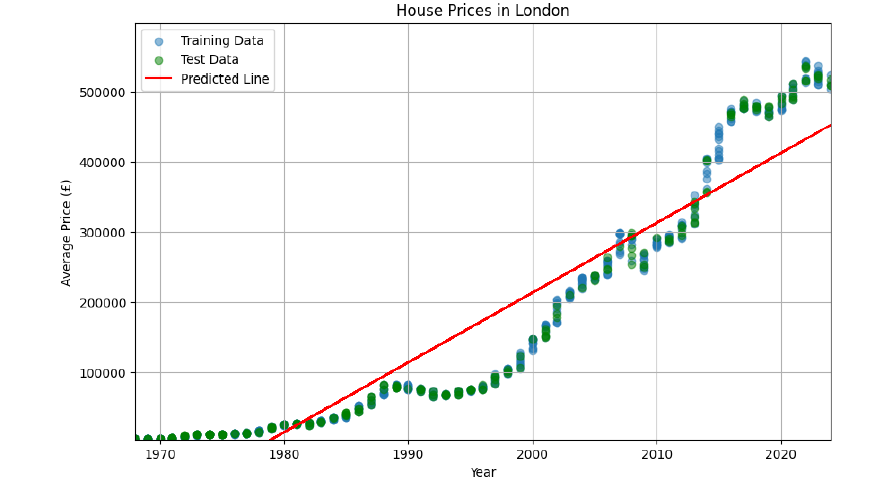 House Prices in London
Training Data
Test Data
Predicted Line
Average Price (£)
500000
400000
300000
200000
100000
1970 1980 1990 2000 2010 2020
Year